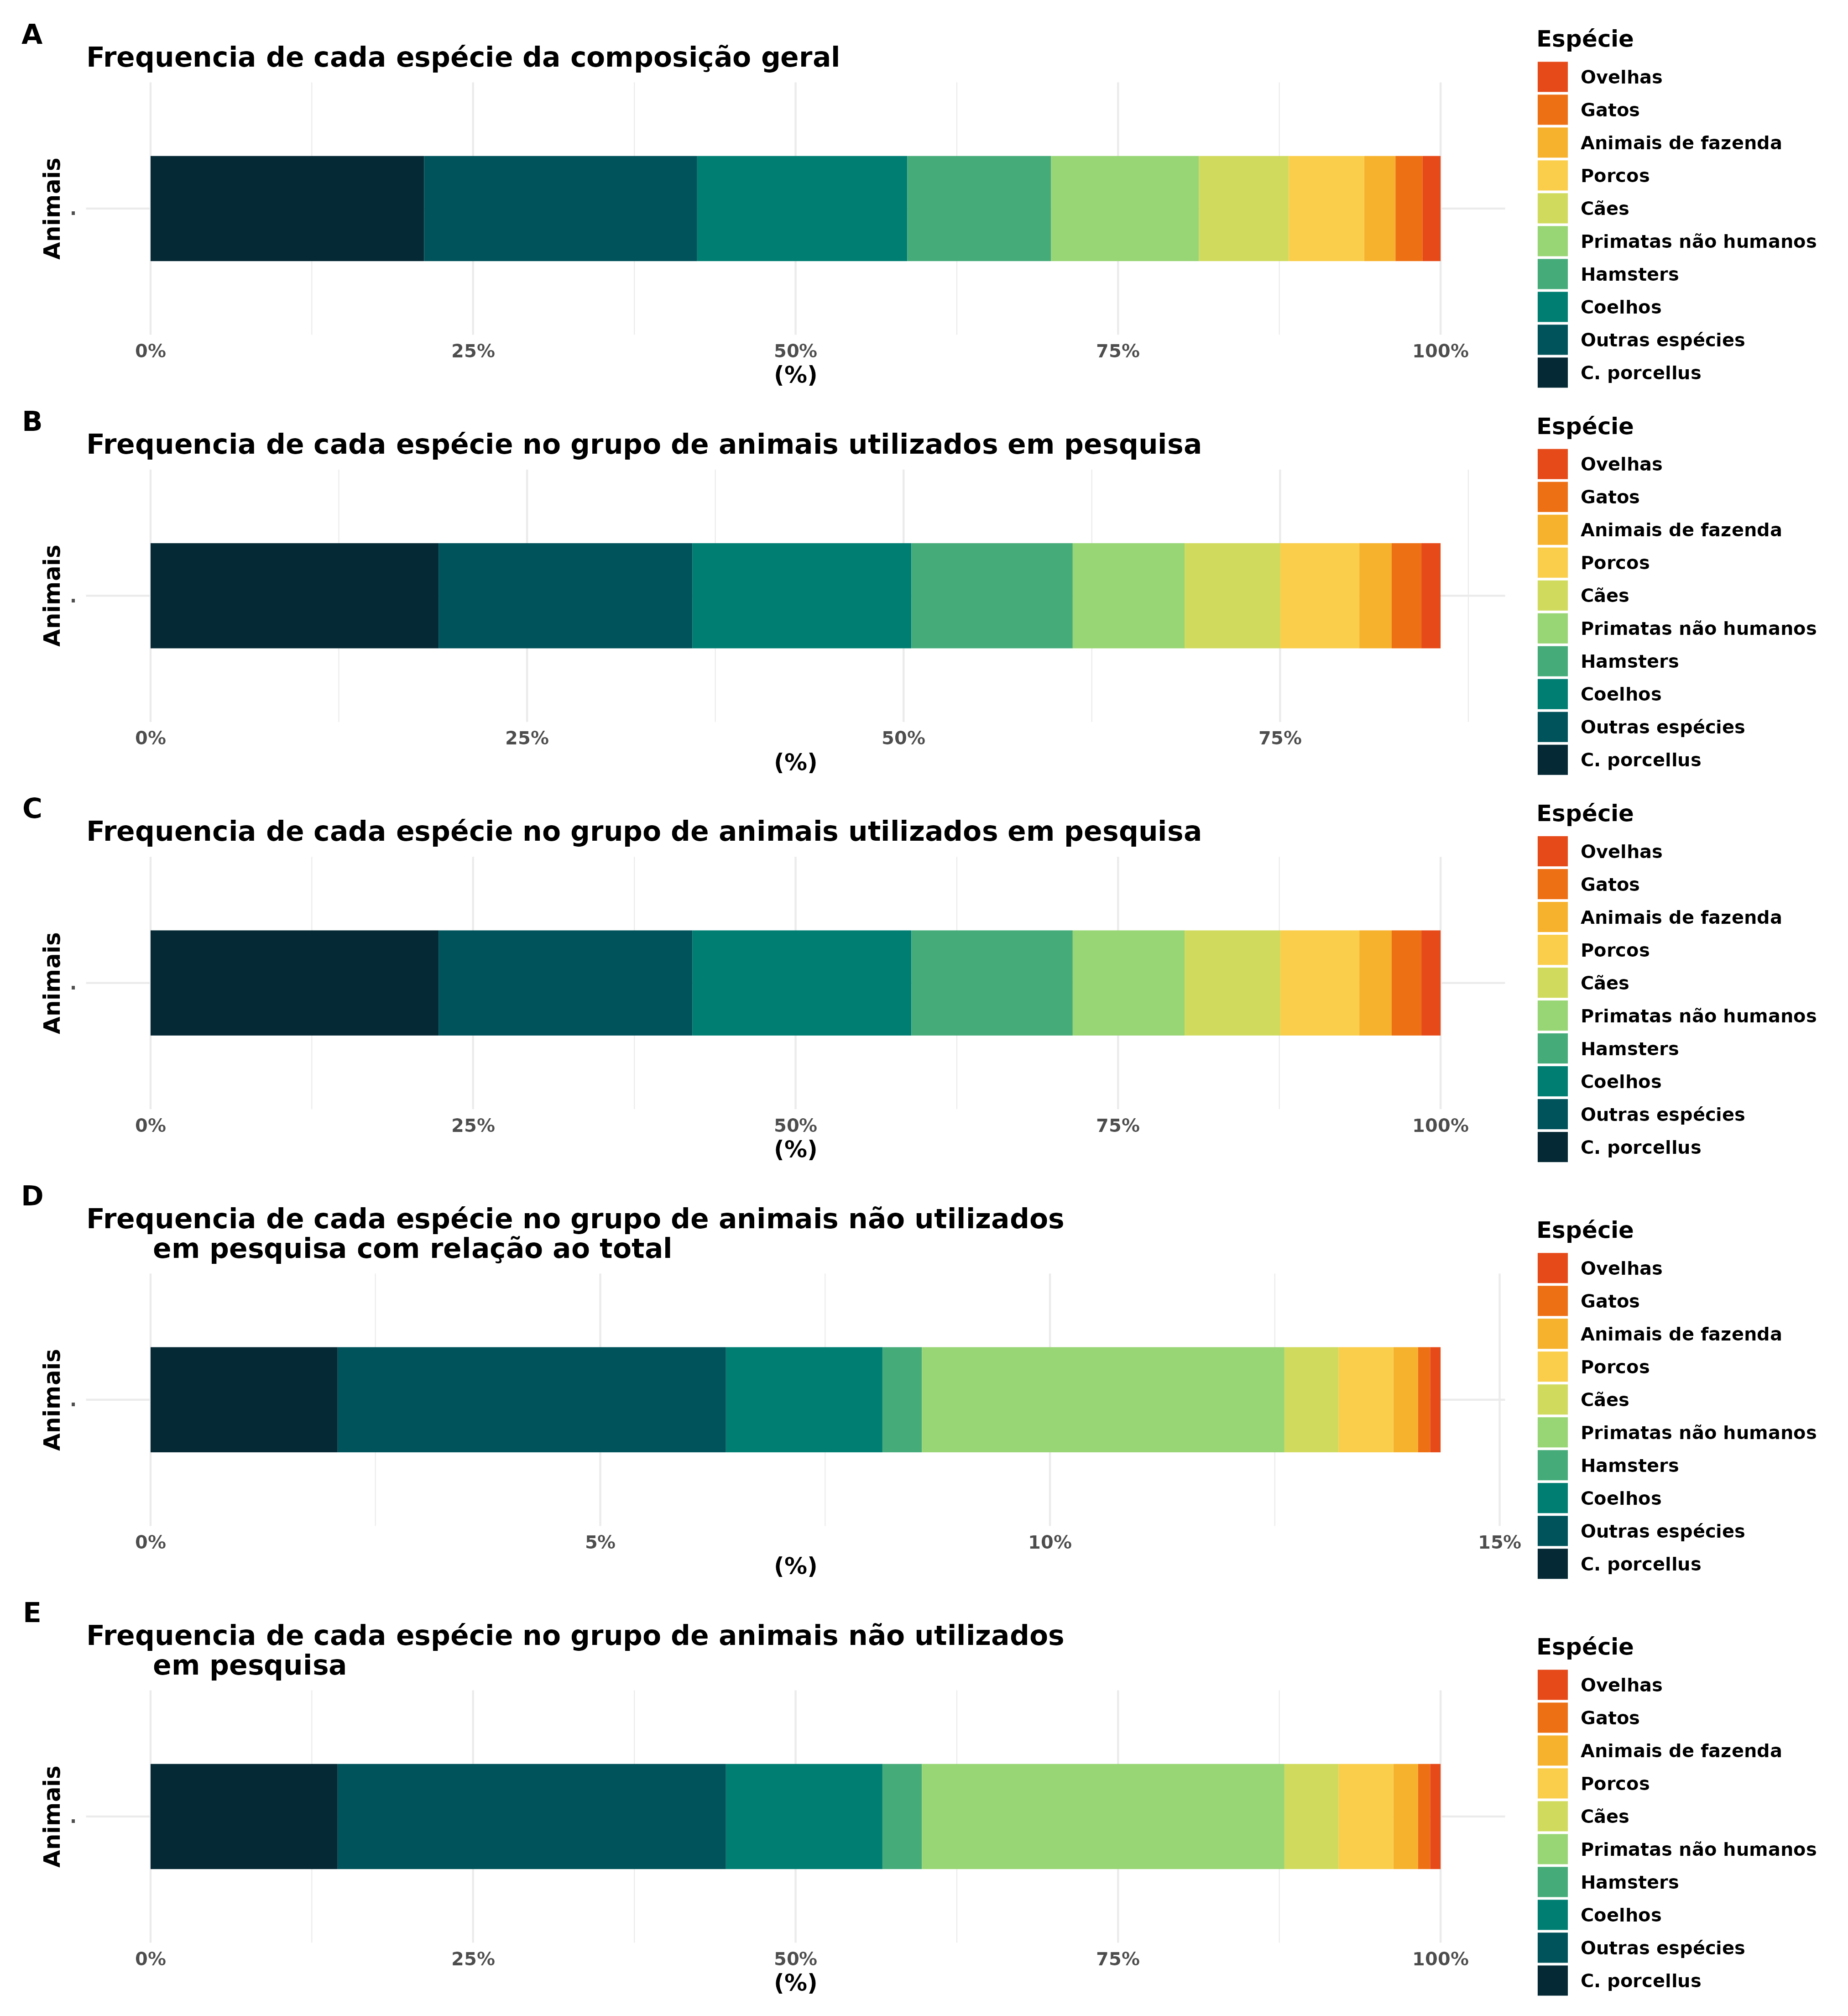 A
Frequencia de cada espécie da composição geral
Animais
.
0% 25% 50% 75% 100%
(%)
Espécie
Ovelhas
Gatos
Animais de fazenda
Porcos
Cães
Primatas não humanos
Hamsters
Coelhos
Outras espécies
C. porcellus
B
Frequencia de cada espécie no grupo de animais utilizados em pesquisa
Animais
.
0% 25% 50% 75%
(%)
Espécie
Ovelhas
Gatos
Animais de fazenda
Porcos
Cães
Primatas não humanos
Hamsters
Coelhos
Outras espécies
C. porcellus
C
Frequencia de cada espécie no grupo de animais utilizados em pesquisa
Animais
.
0% 25% 50% 75% 100%
(%)
Espécie
Ovelhas
Gatos
Animais de fazenda
Porcos
Cães
Primatas não humanos
Hamsters
Coelhos
Outras espécies
C. porcellus
D
Frequencia de cada espécie no grupo de animais não utilizados
em pesquisa com relação ao total
Animais
.
0% 5% 10% 15%
(%)
Espécie
Ovelhas
Gatos
Animais de fazenda
Porcos
Cães
Primatas não humanos
Hamsters
Coelhos
Outras espécies
C. porcellus
E
Frequencia de cada espécie no grupo de animais não utilizados
em pesquisa
Animais
.
0% 25% 50% 75% 100%
(%)
Espécie
Ovelhas
Gatos
Animais de fazenda
Porcos
Cães
Primatas não humanos
Hamsters
Coelhos
Outras espécies
C. porcellus